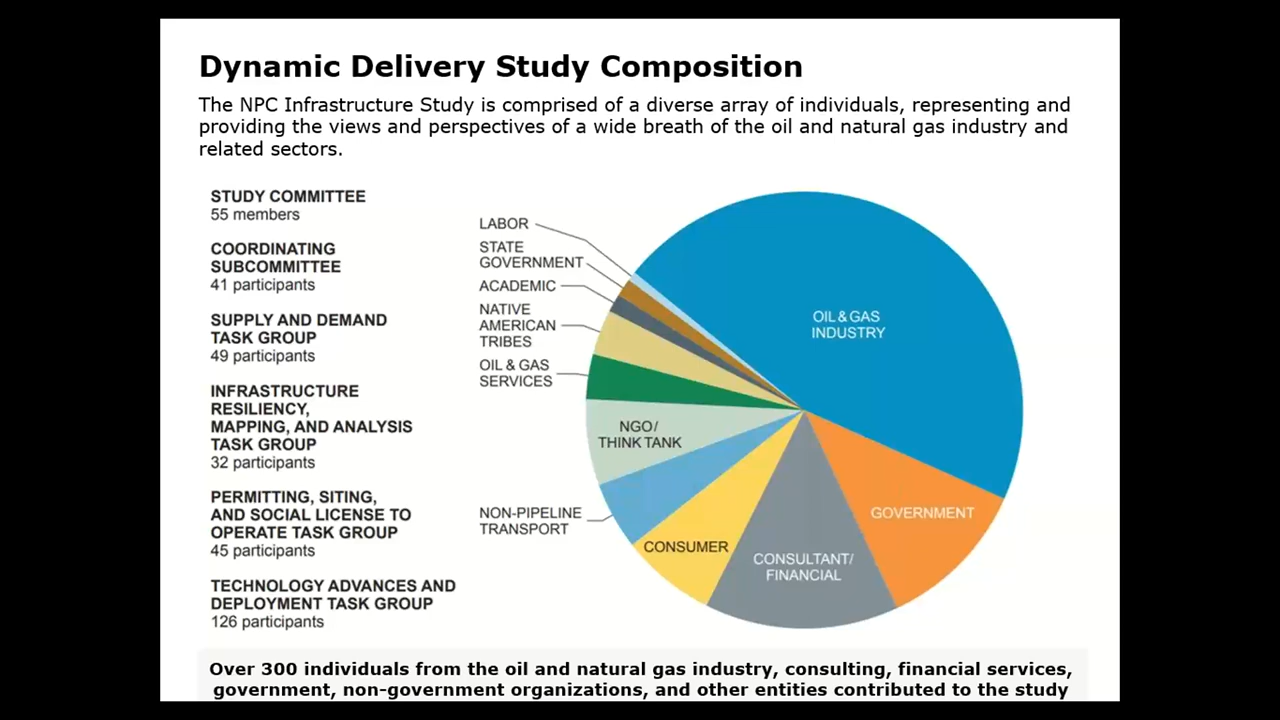 Dynamic Delivery Study Composition
The NPC Infrastructure Study is comprised of a diverse array of individuals, representing and
providing the views and perspectives of a wide breath of the oil and natural gas industry and
related sectors.
STUDY COMMITTEE
55 members
COORDINATING
SUBCOMMITTEE
41 participants
SUPPLY AND DEMAND
TASK GROUP
49 participants
INFRASTRUCTURE
RESILIENCY,
MAPPING, AND ANALYSIS
TASK GROUP
32 participants
PERMITTING, SITING,
AND SOCIAL LICENSE TO
OPERATE TASK GROUP
45 participants
TECHNOLOGY ADVANCES AND
DEPLOYMENT TASK GROUP
126 participants
LABOR
STATE
GOVERNMENT
ACADEMIC
NATIVE
AMERICAN
TRIBES
OIL & GAS
SERVICES
NGO/
THINK TANK
NON-PIPELINE
TRANSPORT
CONSUMER
CONSULTANT/
FINANCIAL
GOVERNMENT
OIL & GAS
INDUSTRY
Over 300 individuals from the oil and natural gas industry, consulting, financial services,
government, non-government organizations, and other entities contributed to the study